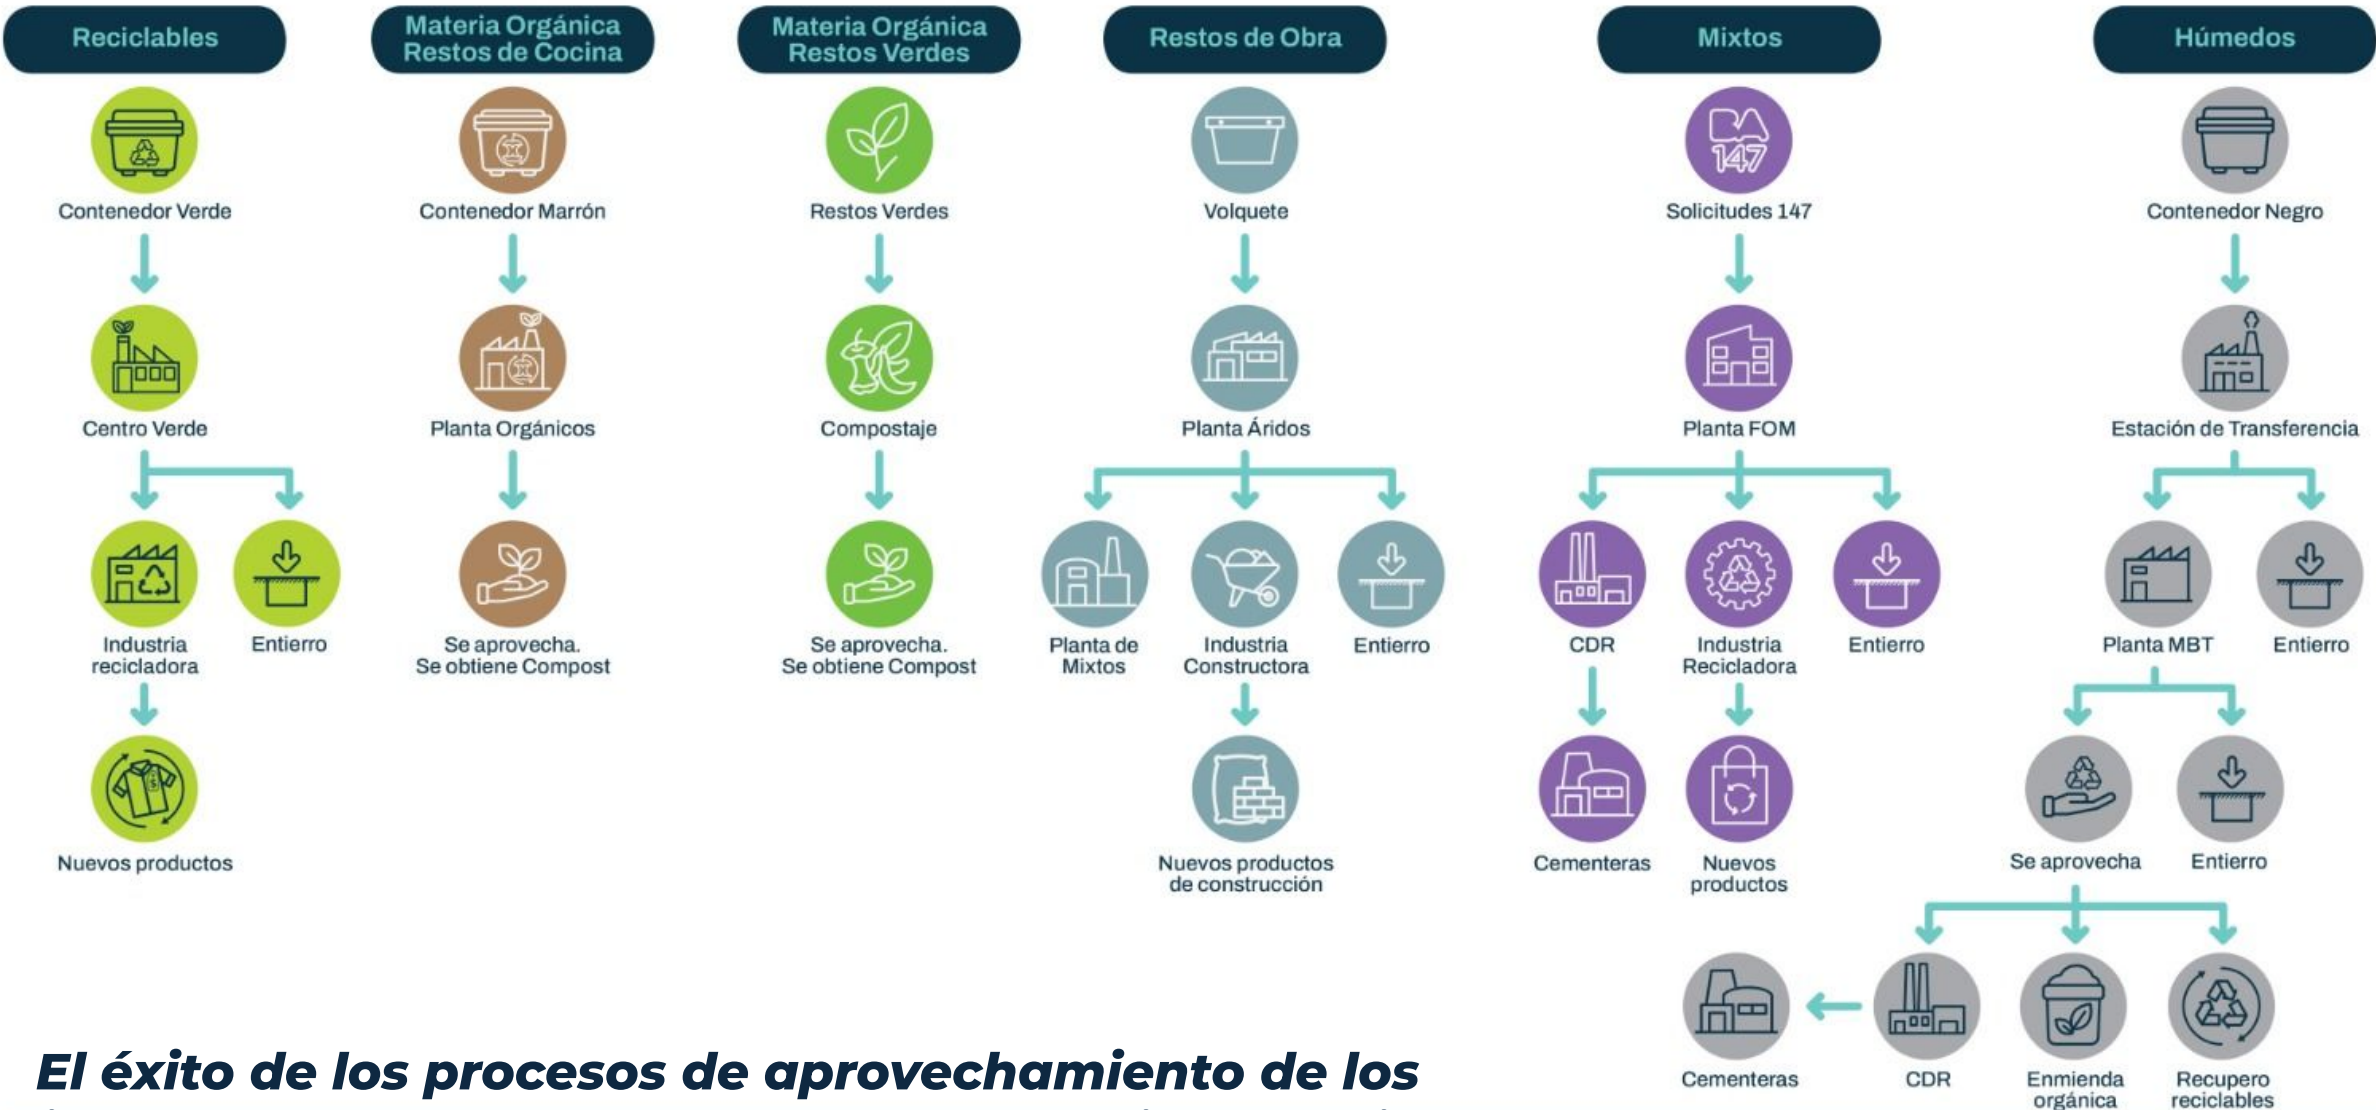 Reciclables
Materia Orgánica
Restos de Cocina
Materia Orgánica
Restos Verdes
Restos de Obra
Mixtos
Húmedos
BA
147
Contenedor Verde
Contenedor Marrón
Restos Verdes
Volquete
Solicitudes 147
Contenedor Negro
Centro Verde
Planta Orgánicos
Compostaje
Planta Áridos
Planta FOM
Estación de Transferencia
Industria
recicladora
Entierro
Se aprovecha.
Se obtiene Compost
Se aprovecha.
Se obtiene Compost
Planta de
Mixtos
Industria
Constructora
Entierro
CDR
Industria
Recicladora
Entierro
Planta MBT
Entierro
Nuevos productos
Nuevos productos
de construcción
Cementeras
Nuevos
productos
Se aprovecha
Entierro
Cementeras
CDR
Enmienda
orgánica
Recupero
reciclables
El éxito de los procesos de aprovechamiento de los